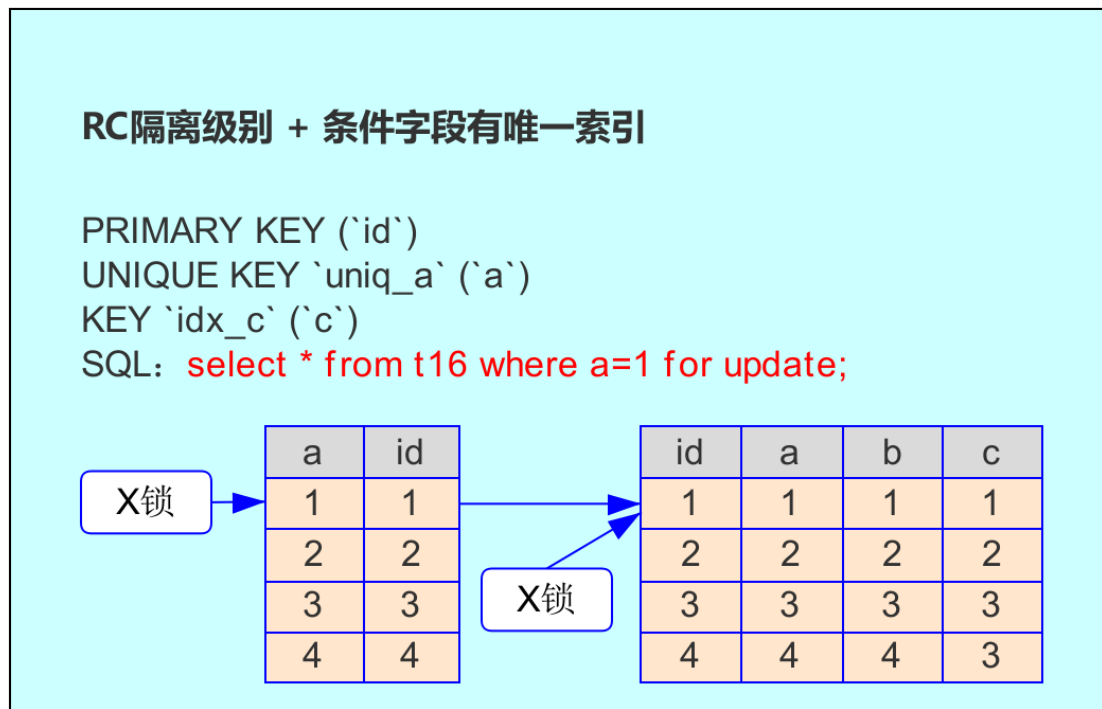 RC隔离级别 + 条件字段有唯一索引
PRIMARY KEY (`id`)
UNIQUE KEY `uniq_a` (`a`)
KEY `idx_c` (`c`)
SQL：select * from t16 where a=1 for update;
a id id a b c
X锁 1 1 1 1 1 1
2 2 2 2 2 2
3 3 X锁 3 3 3 3
4 4 4 4 4 3